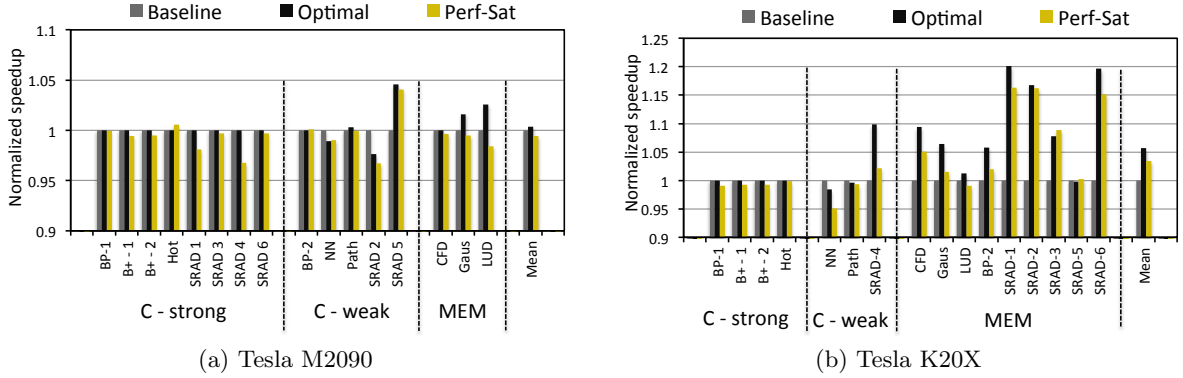 Baseline Optimal Perf-Sat
Normalized speedup
1.1
1.05
1
0.95
0.9
BP-1
B+ - 1
B+ - 2
Hot
SRAD 1
SRAD 3
SRAD 4
SRAD 6
BP-2
NN
Path
SRAD 2
SRAD 5
CFD
Gaus
LUD
Mean
C - strong C - weak MEM
(a) Tesla M2090
Baseline Optimal Perf-Sat
Normalized speedup
1.25
1.2
1.15
1.1
1.05
1
0.95
0.9
BP-1
B+ - 1
B+ - 2
Hot
NN
Path
SRAD-4
CFD
Gaus
LUD
BP-2
SRAD-1
SRAD-2
SRAD-3
SRAD-5
SRAD-6
Mean
C - strong C - weak MEM
(b) Tesla K20X